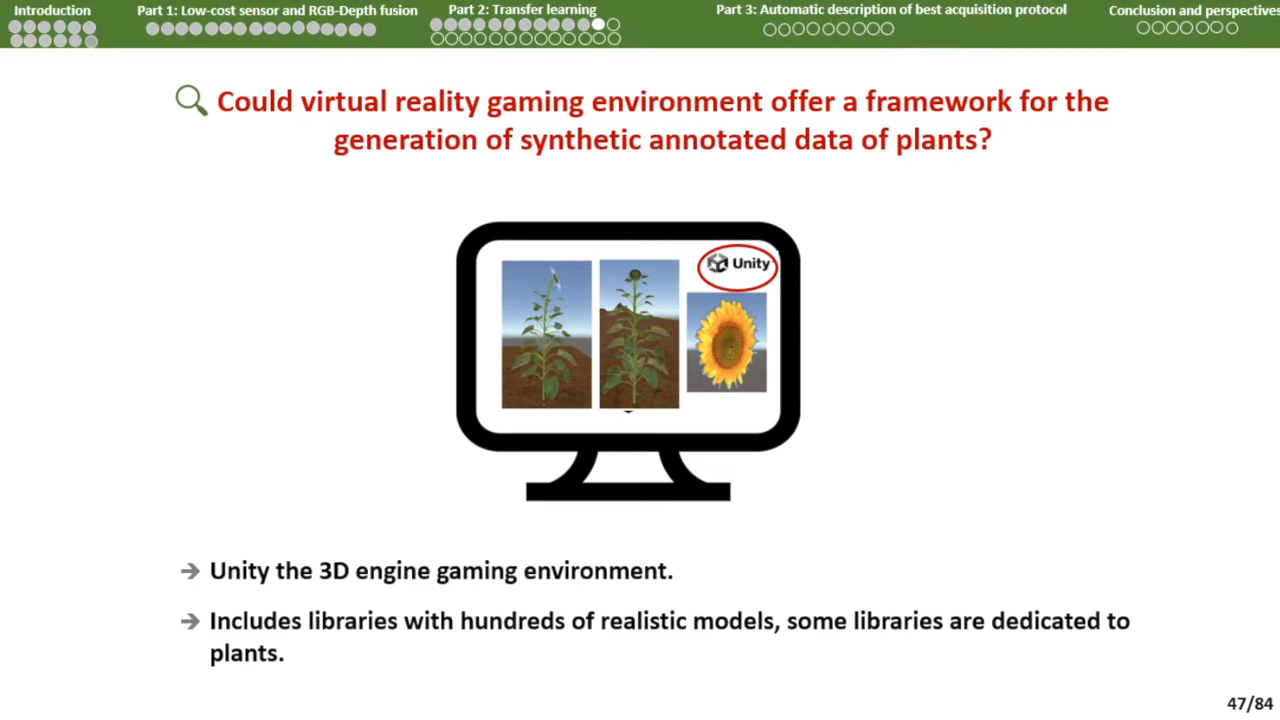 Introduction
Part 1: Low-cost sensor and RGB-Depth fusion
Part 2: Transfer learning
Part 3: Automatic description of best acquisition protocol
Conclusion and perspectives
Could virtual reality gaming environment offer a framework for the
generation of synthetic annotated data of plants?
Unity
Unity the 3D engine gaming environment.
Includes libraries with hundreds of realistic models, some libraries are dedicated to
plants.
47/84